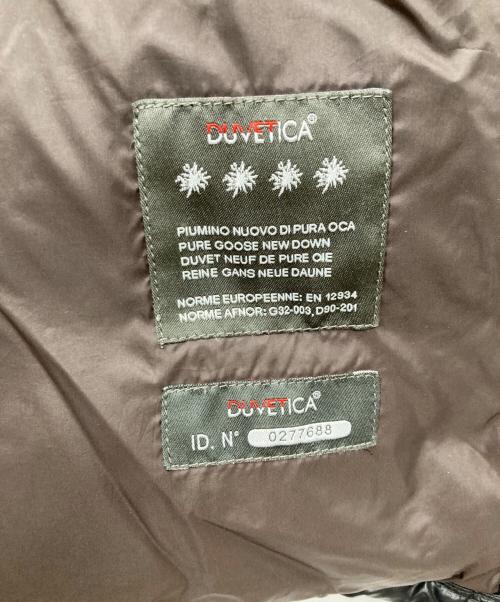 DUVETICA®
PIUMINO NUOVO DI PURA OCA
PURE GOOSE NEW DOWN
DUVET NEUF DE PURE OIE
REINE GANS NEUE DAUNE
NORME EUROPEENNE: EN 12934
NORME AFNOR: G32-003, D90-201
DUVETICA®
ID. N° 0277688